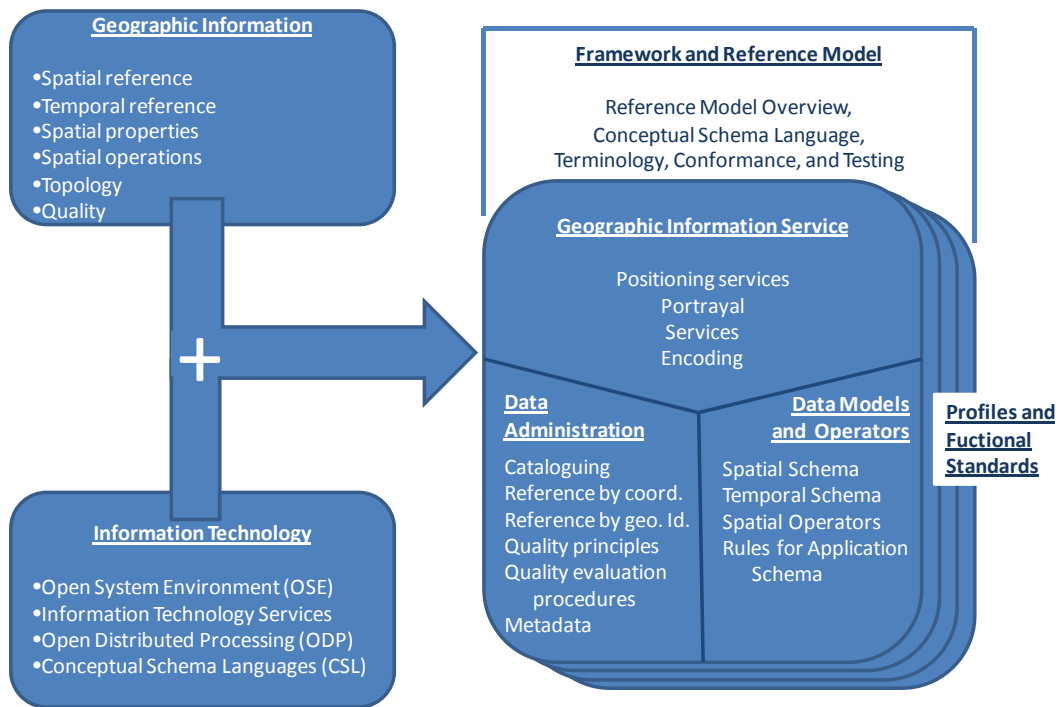 Geographic Information
•Spatial reference
•Temporal reference
•Spatial properties
•Spatial operations
•Topology
•Quality
+
Information Technology
•Open System Environment (OSE)
•Information Technology Services
•Open Distributed Processing (ODP)
•Conceptual Schema Languages (CSL)
Framework and Reference Model
Reference Model Overview,
Conceptual Schema Language,
Terminology, Conformance, and Testing
Geographic Information Service
Positioning services
Portrayal
Services
Encoding
Data
Administration
Cataloguing
Reference by coord.
Reference by geo. Id.
Quality principles
Quality evaluation
procedures
Metadata
Data Models
and Operators
Spatial Schema
Temporal Schema
Spatial Operators
Rules for Application
Schema
Profiles and
Fuctional
Standards